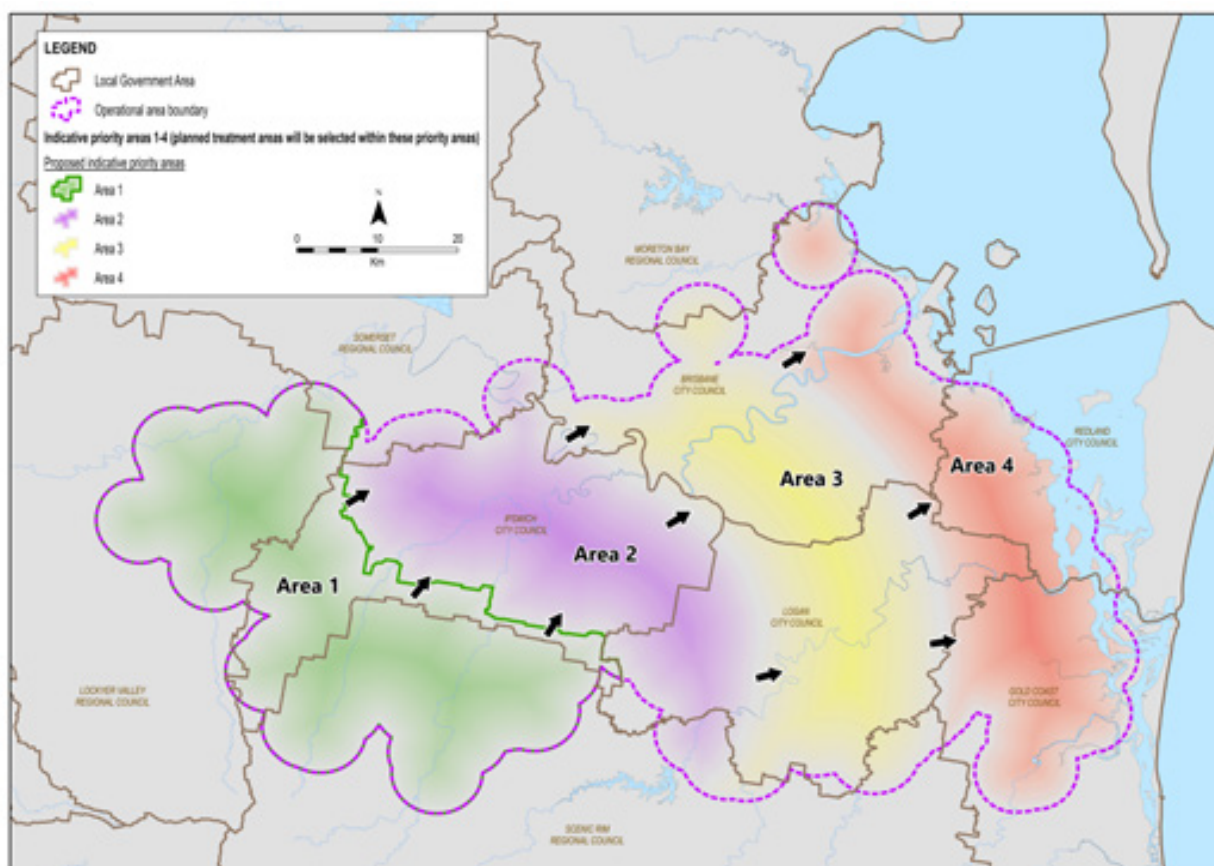 LEGEND
Local Government Area
Operational area boundary
Indicative priority areas 1-4 (planned treatment areas will be selected within these priority areas)
Proposed indicative priority areas
Area 1
Area 2
Area 3
Area 4
N
0 10 20
Km
MORETON BAY
REGIONAL COUNCIL
SOMERSET
REGIONAL COUNCIL
BRISBANE
CITY COUNCIL
REDLAND
CITY COUNCIL
Area 3
Area 4
IPSWICH
CITY COUNCIL
Area 2
Area 1
LOGAN
CITY COUNCIL
LOCKYER VALLEY
REGIONAL COUNCIL
GOLD COAST
CITY COUNCIL
SCENIC RIM
REGIONAL COUNCIL